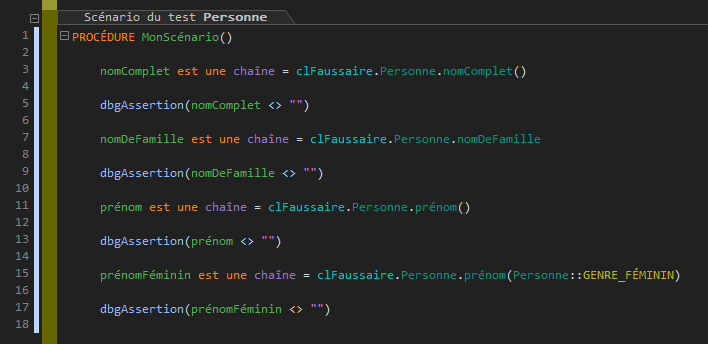 Scénario du test Personne
1 PROCÉDURE MonScénario()
2
3 nomComplet est une chaîne = clFaussaire.Personne.nomComplet()
4
5 dbgAssertion(nomComplet <> "")
6
7 nomDeFamille est une chaîne = clFaussaire.Personne.nomDeFamille
8
9 dbgAssertion(nomDeFamille <> "")
10
11 prénom est une chaîne = clFaussaire.Personne.prénom()
12
13 dbgAssertion(prénom <> "")
14
15 prénomFéminin est une chaîne = clFaussaire.Personne.prénom(Personne::GENRE_FÉMININ)
16
17 dbgAssertion(prénomFéminin <> "")
18